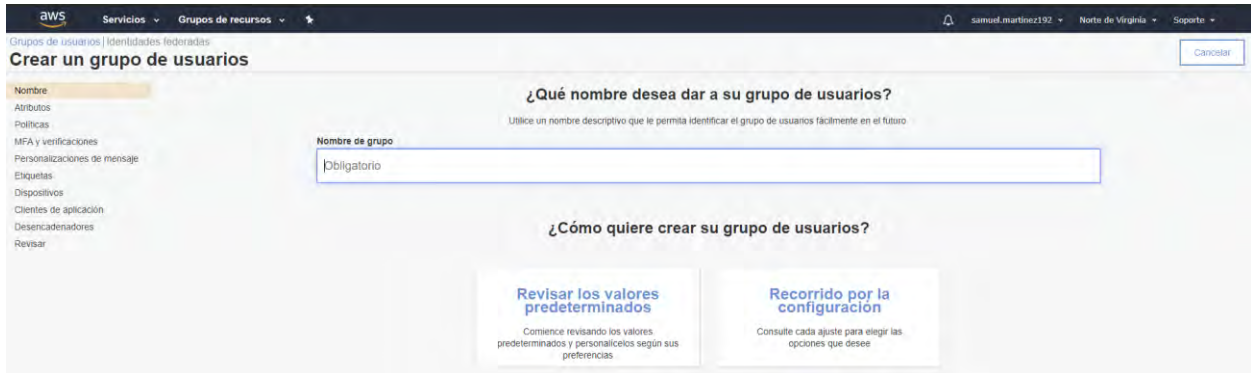 aws Servicios Grupos de recursos samuel.martinez192 Norte de Virginia Soporte
Grupos de usuarios | Identidades federadas
Crear un grupo de usuarios
Cancelar
Nombre
Atributos
Políticas
MFA y verificaciones
Personalizaciones de mensaje
Etiquetas
Dispositivos
Clientes de aplicación
Desencadenadores
Revisar
¿Qué nombre desea dar a su grupo de usuarios?
Utilice un nombre descriptivo que le permita identificar el grupo de usuarios fácilmente en el futuro
Nombre de grupo
Obligatorio
¿Cómo quiere crear su grupo de usuarios?
Revisar los valores
predeterminados
Comience revisando los valores
predeterminados y personalícelos según sus
preferencias
Recorrido por la
configuración
Consulte cada ajuste para elegir las
opciones que desee